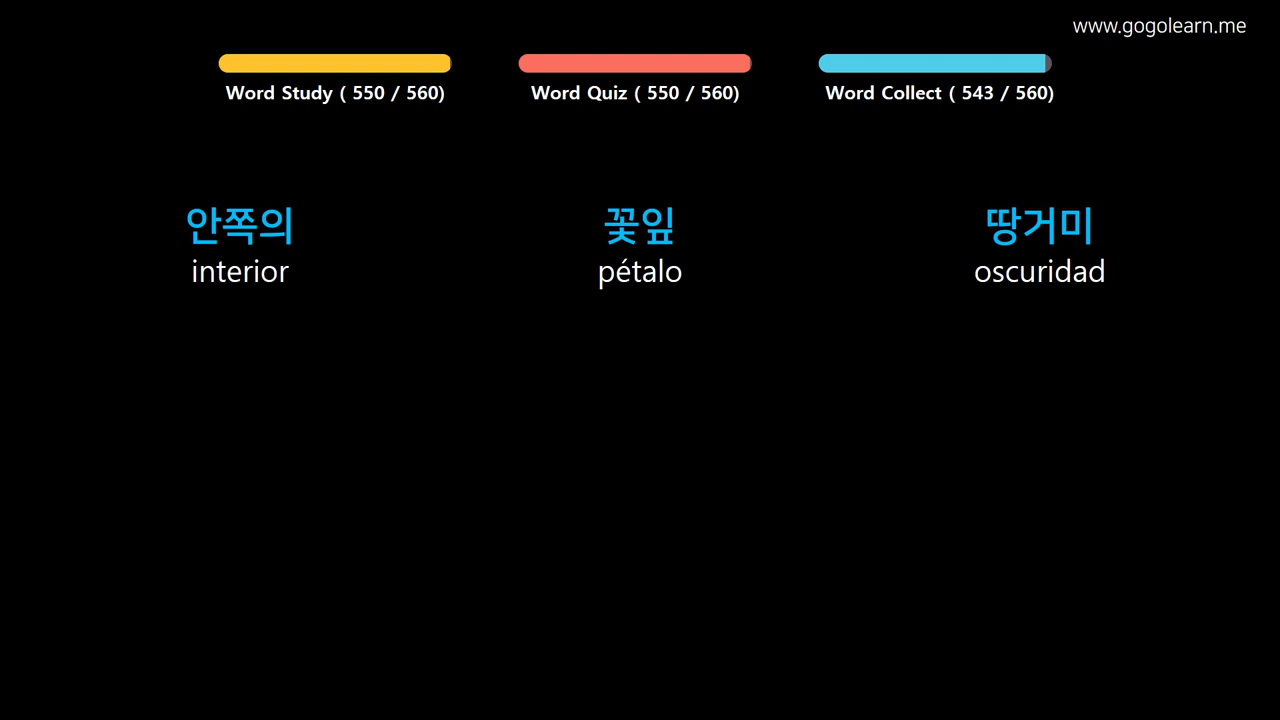 www.gogolearn.me
Word Study ( 550 / 560)
Word Quiz ( 550 / 560)
Word Collect ( 543 / 560)
안쪽의
interior
꽃잎
pétalo
땅거미
oscuridad